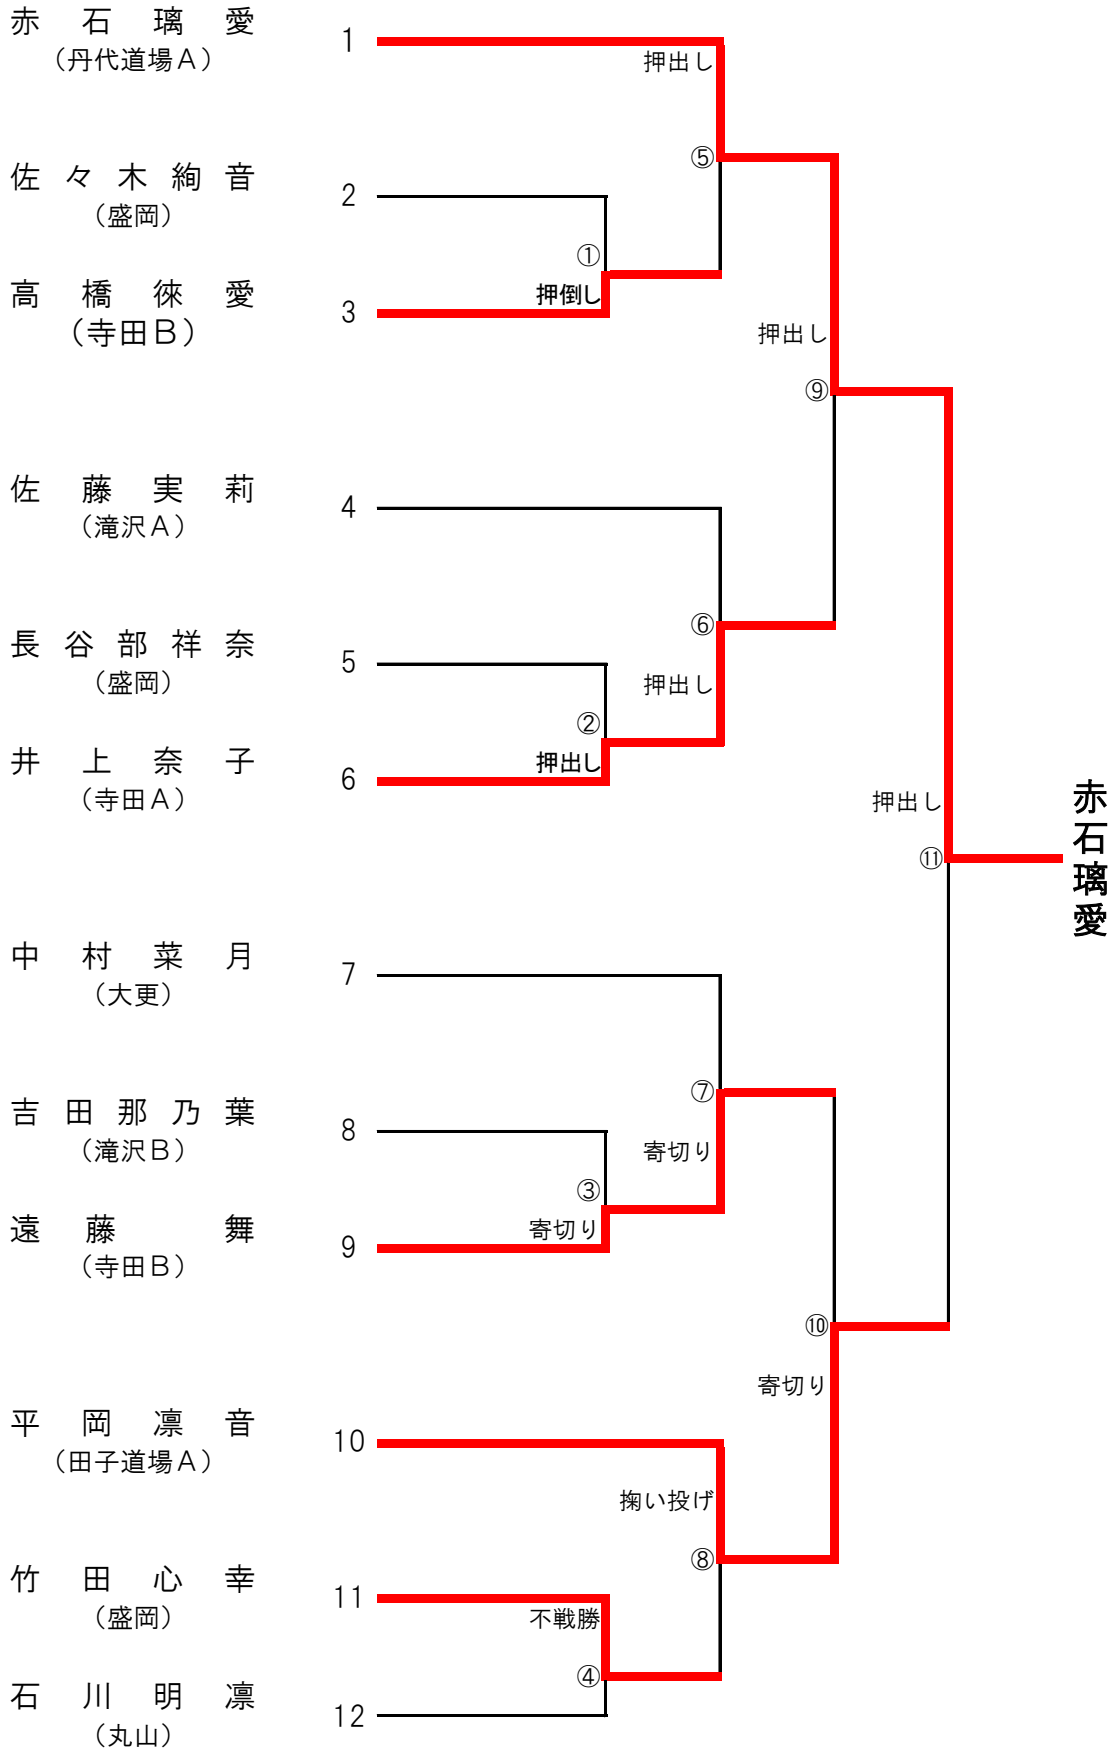 赤石璃愛
（丹代道場Ａ）
1
押出し
⑤
佐々木絢音
（盛岡）
2
①
高橋徠愛
（寺田Ｂ）
3
押倒し
押出し
⑨
佐藤実莉
（滝沢Ａ）
4
⑥
長谷部祥奈
（盛岡）
5
押出し
②
井上奈子
（寺田Ａ）
6
押出し
押出し
⑪
赤石璃愛
中村菜月
（大更）
7
⑦
吉田那乃葉
（滝沢Ｂ）
8
寄切り
③
遠藤舞
（寺田Ｂ）
9
寄切り
⑩
寄切り
平岡凛音
（田子道場Ａ）
10
掬い投げ
⑧
竹田心幸
（盛岡）
11
不戦勝
④
石川明凛
（丸山）
12